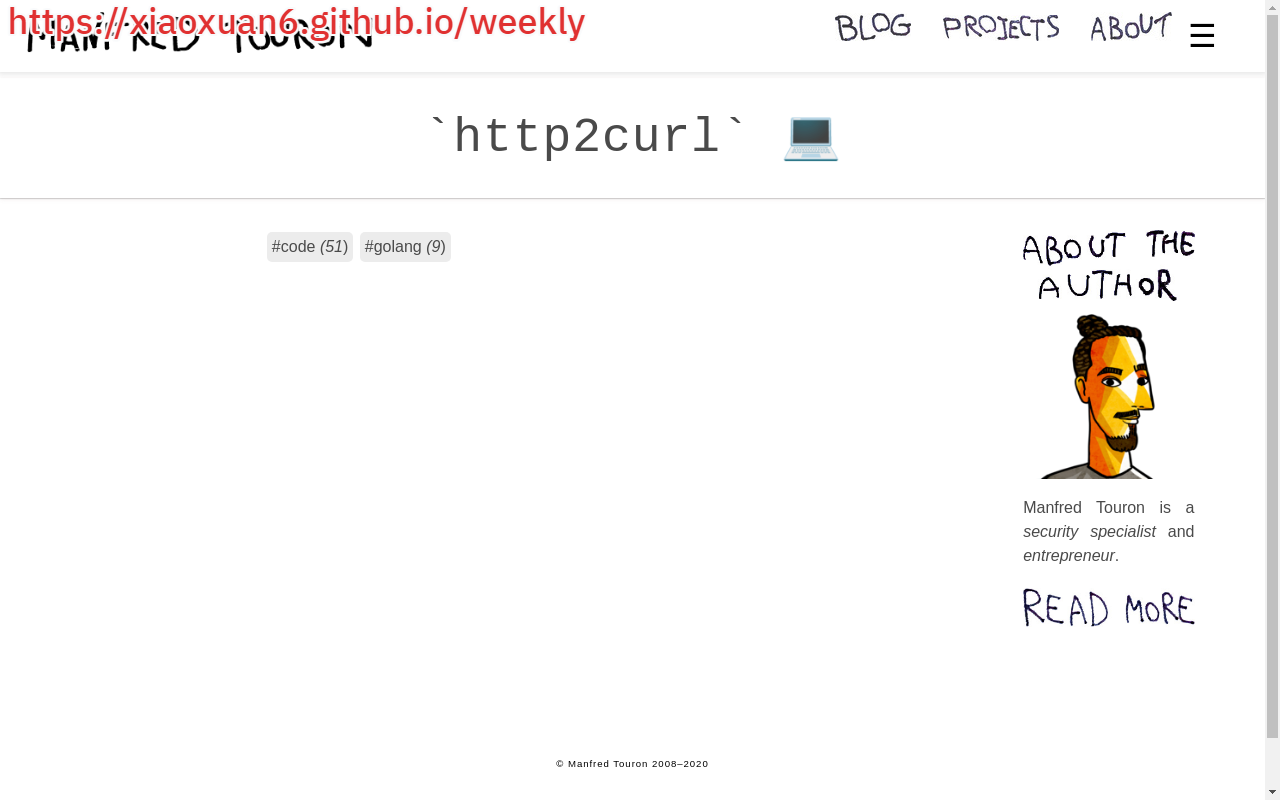 https://xiaoxuan6.github.io/weekly
MANFRED TOURON
BLOG PROJECTS ABOUT ☰
`http2curl` 💻
#code (51) #golang (9)
ABOUT THE
AUTHOR
Manfred Touron is a
security specialist and
entrepreneur.
READ MORE
© Manfred Touron 2008–2020